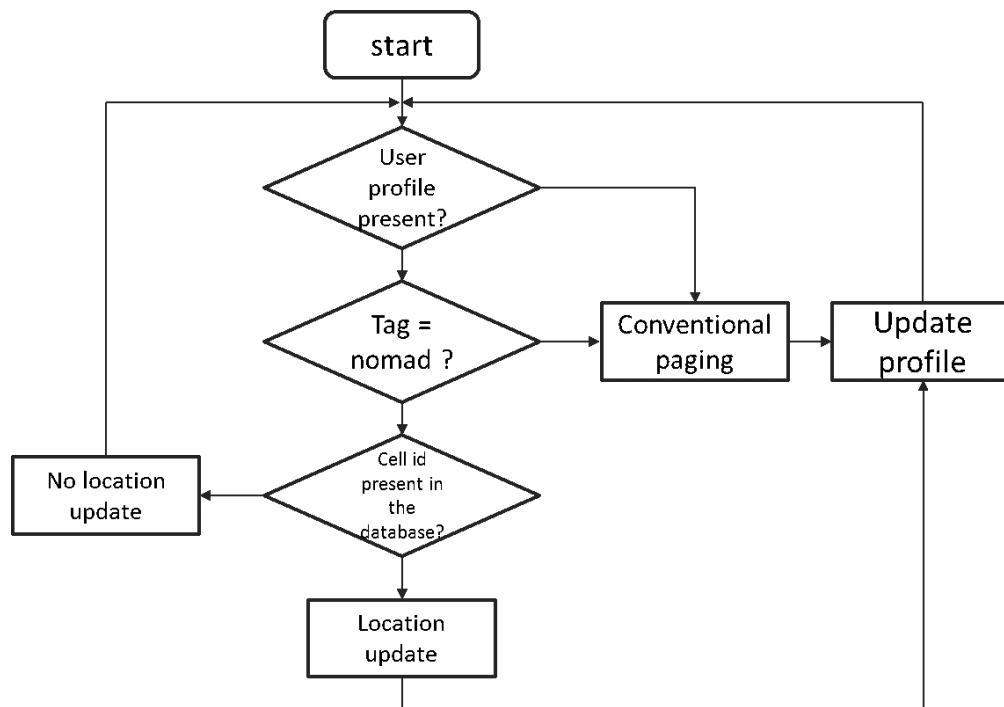 start
User
profile
present?
Tag =
nomad ?
Conventional
paging
Update
profile
Cell id
present in
the
database?
No location
update
Location
update